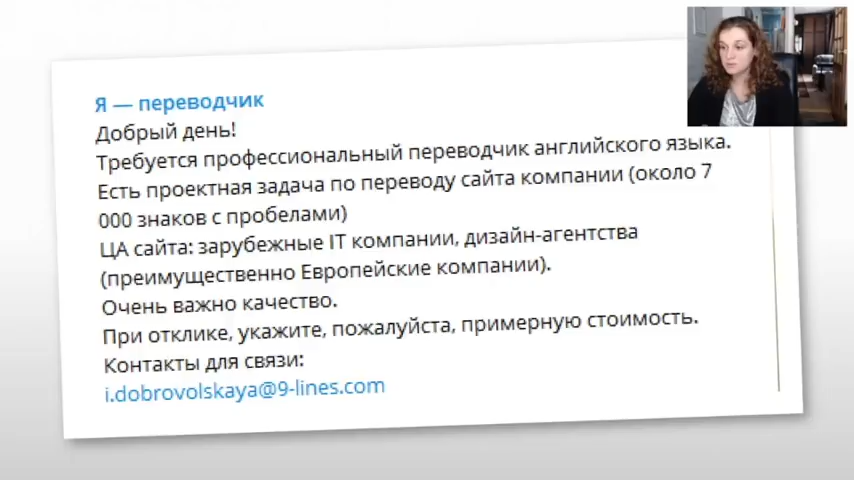 Я — переводчик
Добрый день!
Требуется профессиональный переводчик английского языка.
Есть проектная задача по переводу сайта компании (около 7
000 знаков с пробелами)
ЦА сайта: зарубежные IT компании, дизайн-агентства
(преимущественно Европейские компании).
Очень важно качество.
При отклике, укажите, пожалуйста, примерную стоимость.
Контакты для связи:
i.dobrovolskaya@9-lines.com